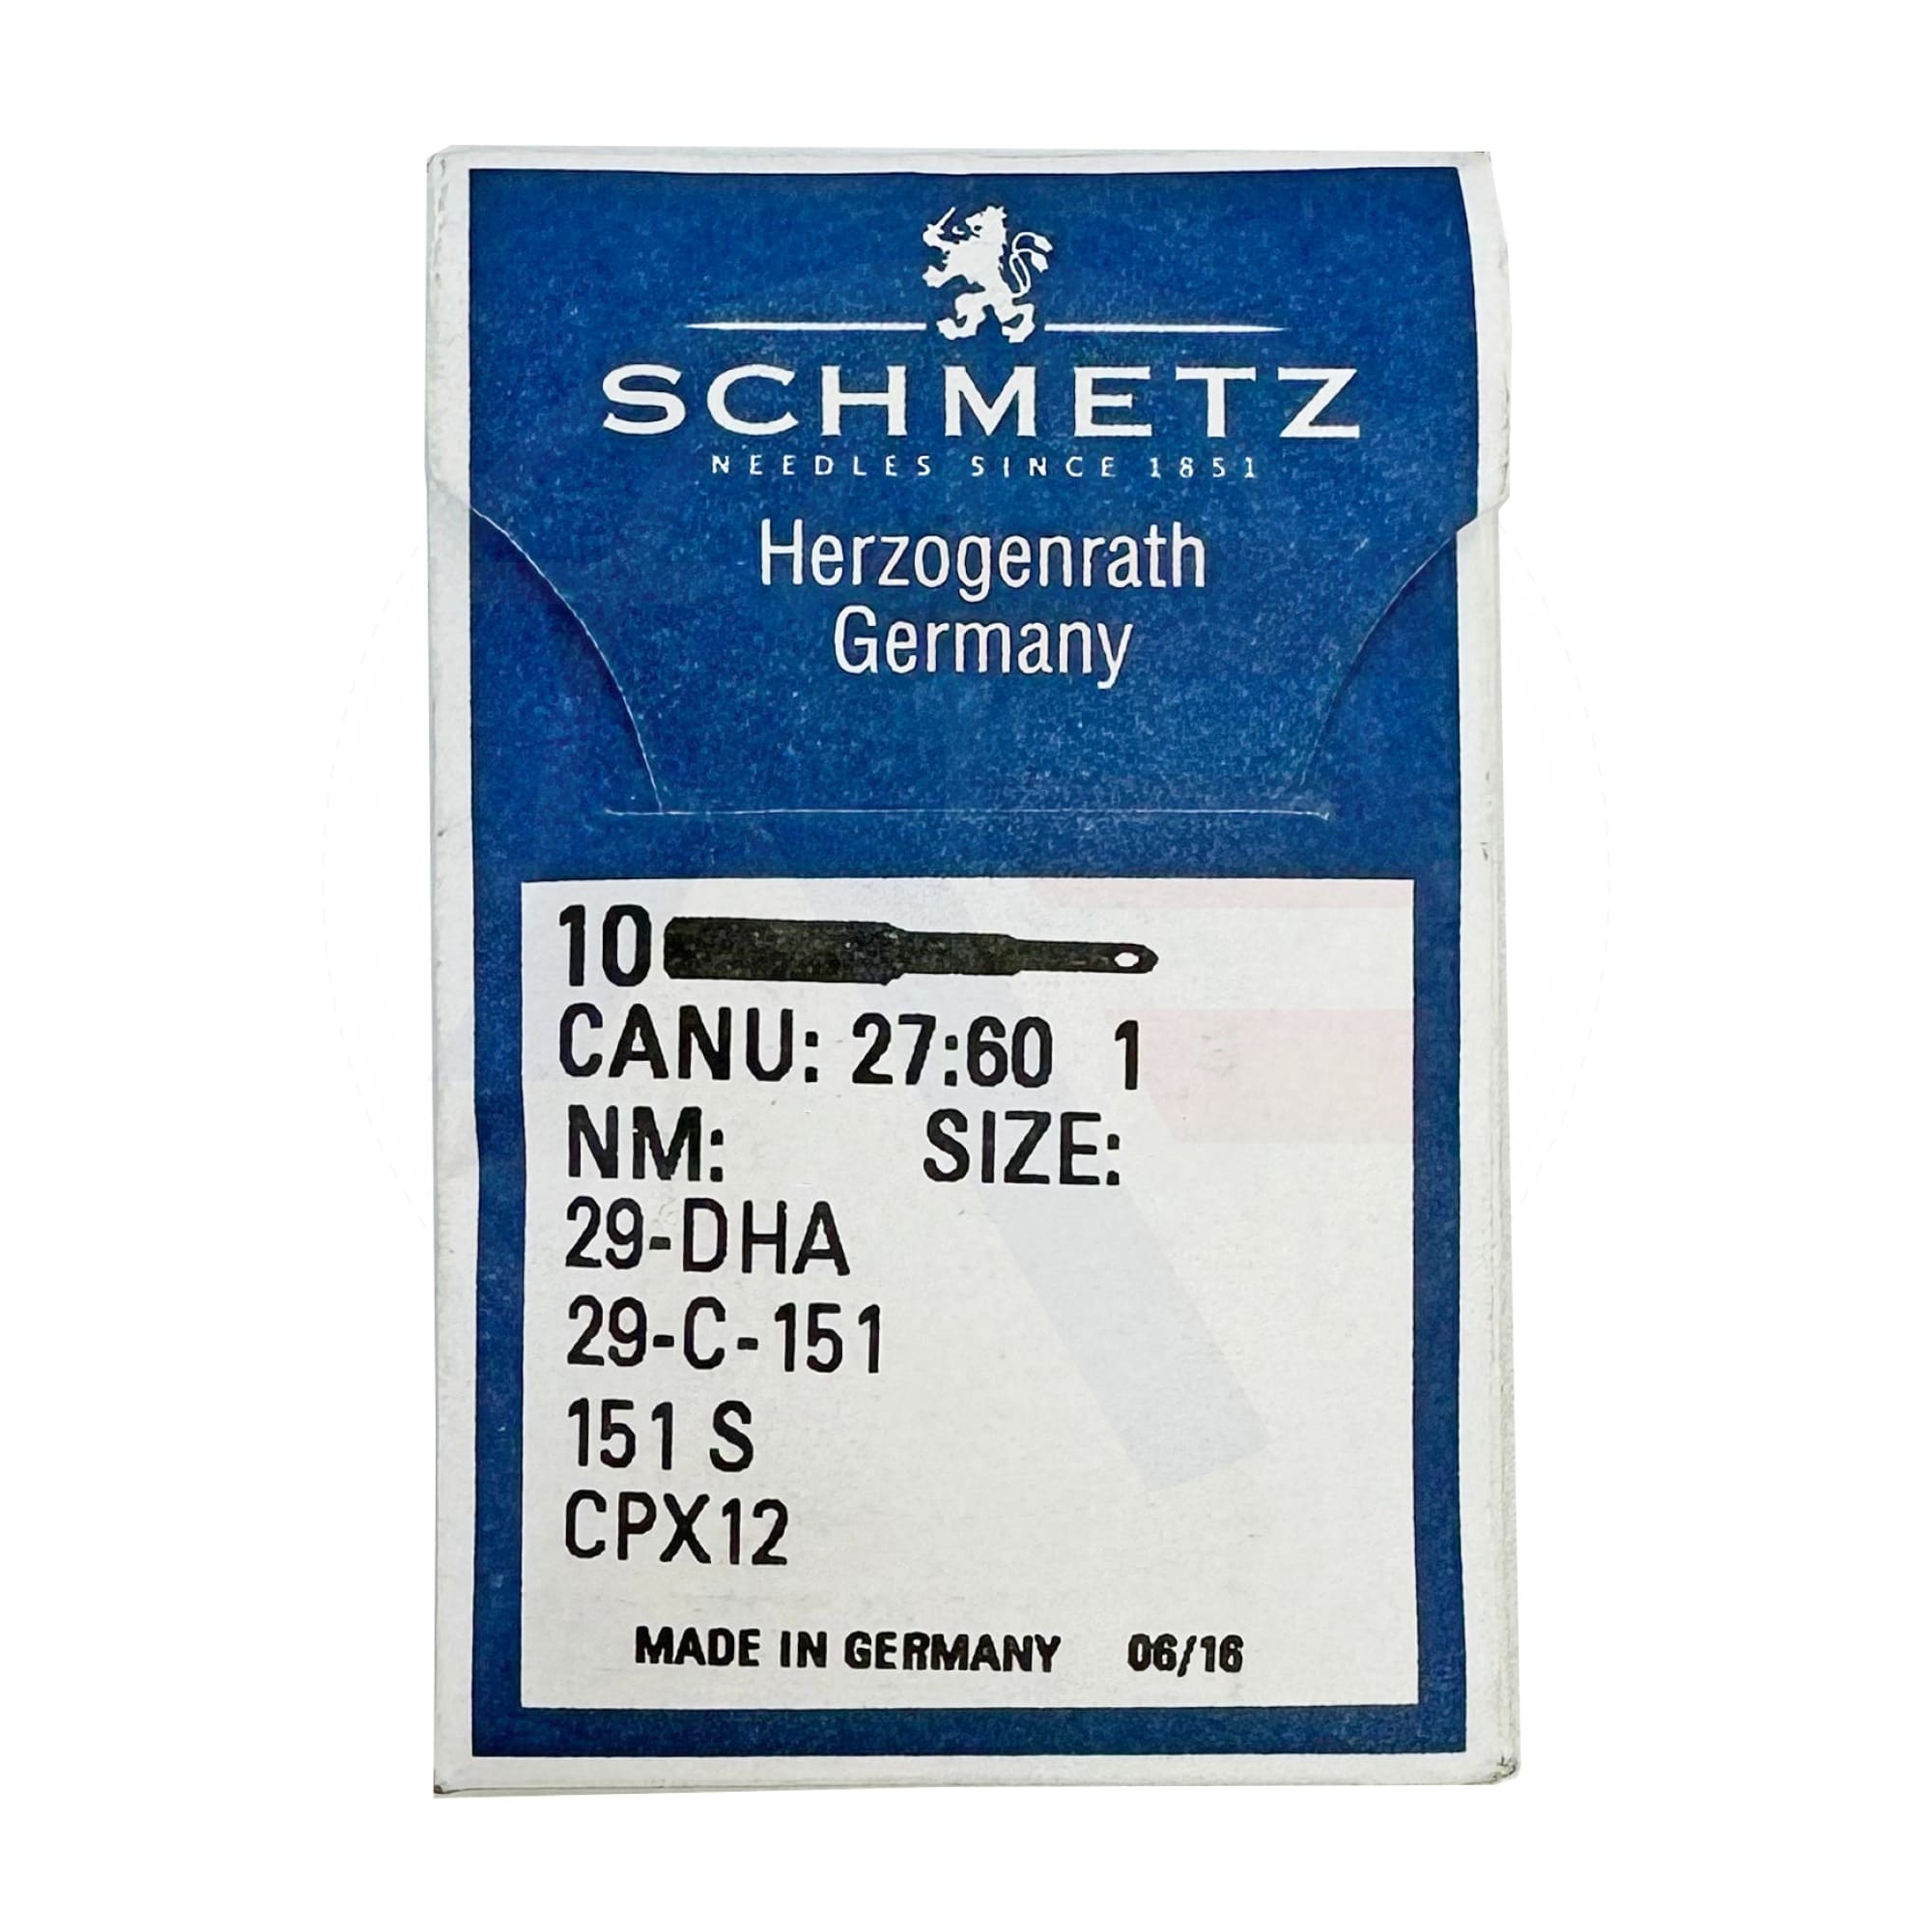 SCHMETZ
NEEDLES SINCE 1851
Herzogenrath
Germany
10
CANU: 27:60 1
NM: SIZE:
29-DHA
29-C-151
151 S
CPX12
MADE IN GERMANY 06/16